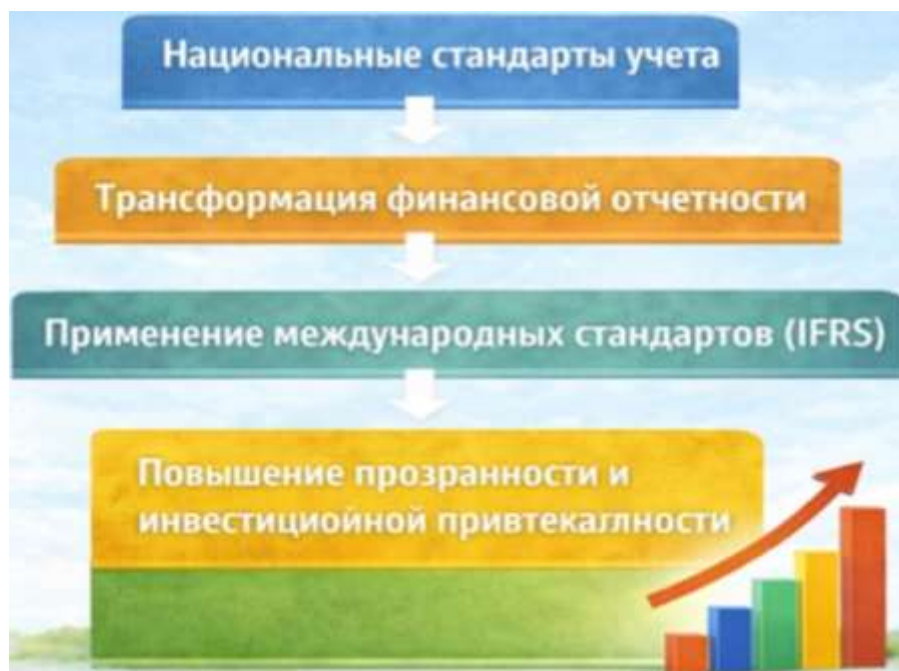 Национальные стандарты учета
Трансформация финансовой отчетности
Применение международных стандартов (IFRS)
Повышение прозранности и
инвестициойной привтекаглности